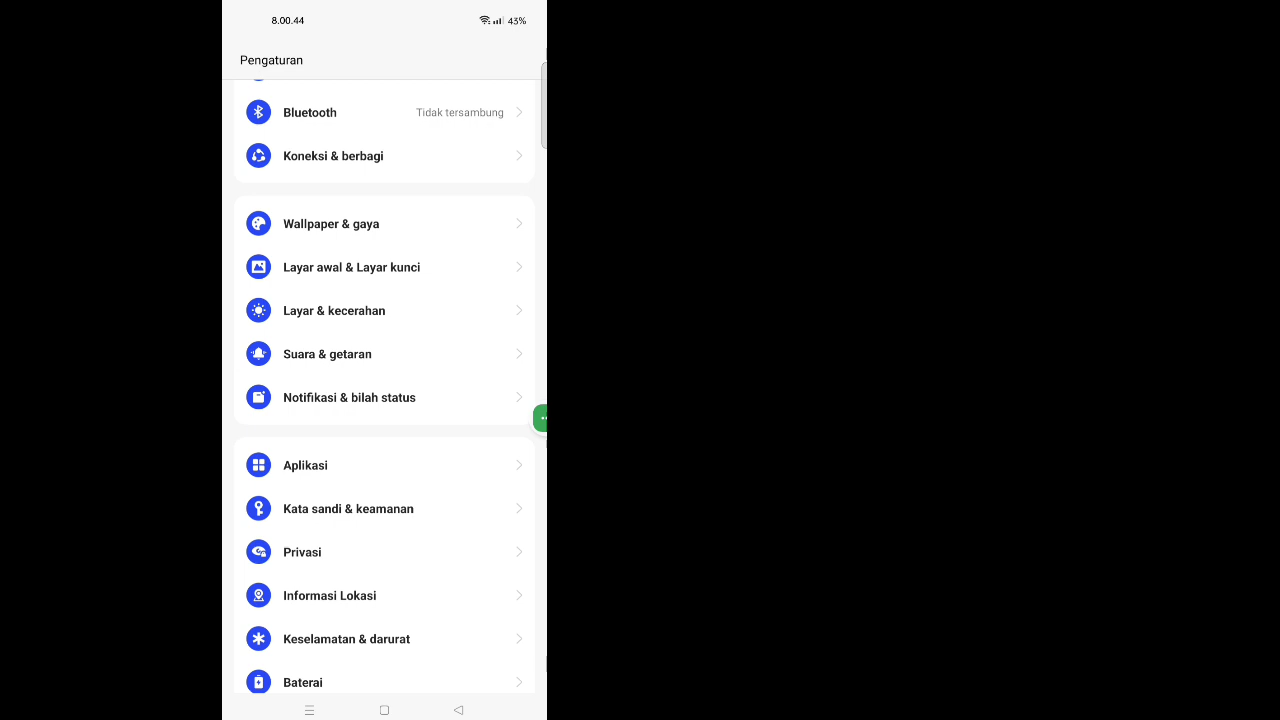 8.00.44
43%
Pengaturan
Bluetooth Tidak tersambung
Koneksi & berbagi
Wallpaper & gaya
Layar awal & Layar kunci
Layar & kecerahan
Suara & getaran
Notifikasi & bilah status
Aplikasi
Kata sandi & keamanan
Privasi
Informasi Lokasi
Keselamatan & darurat
Baterai